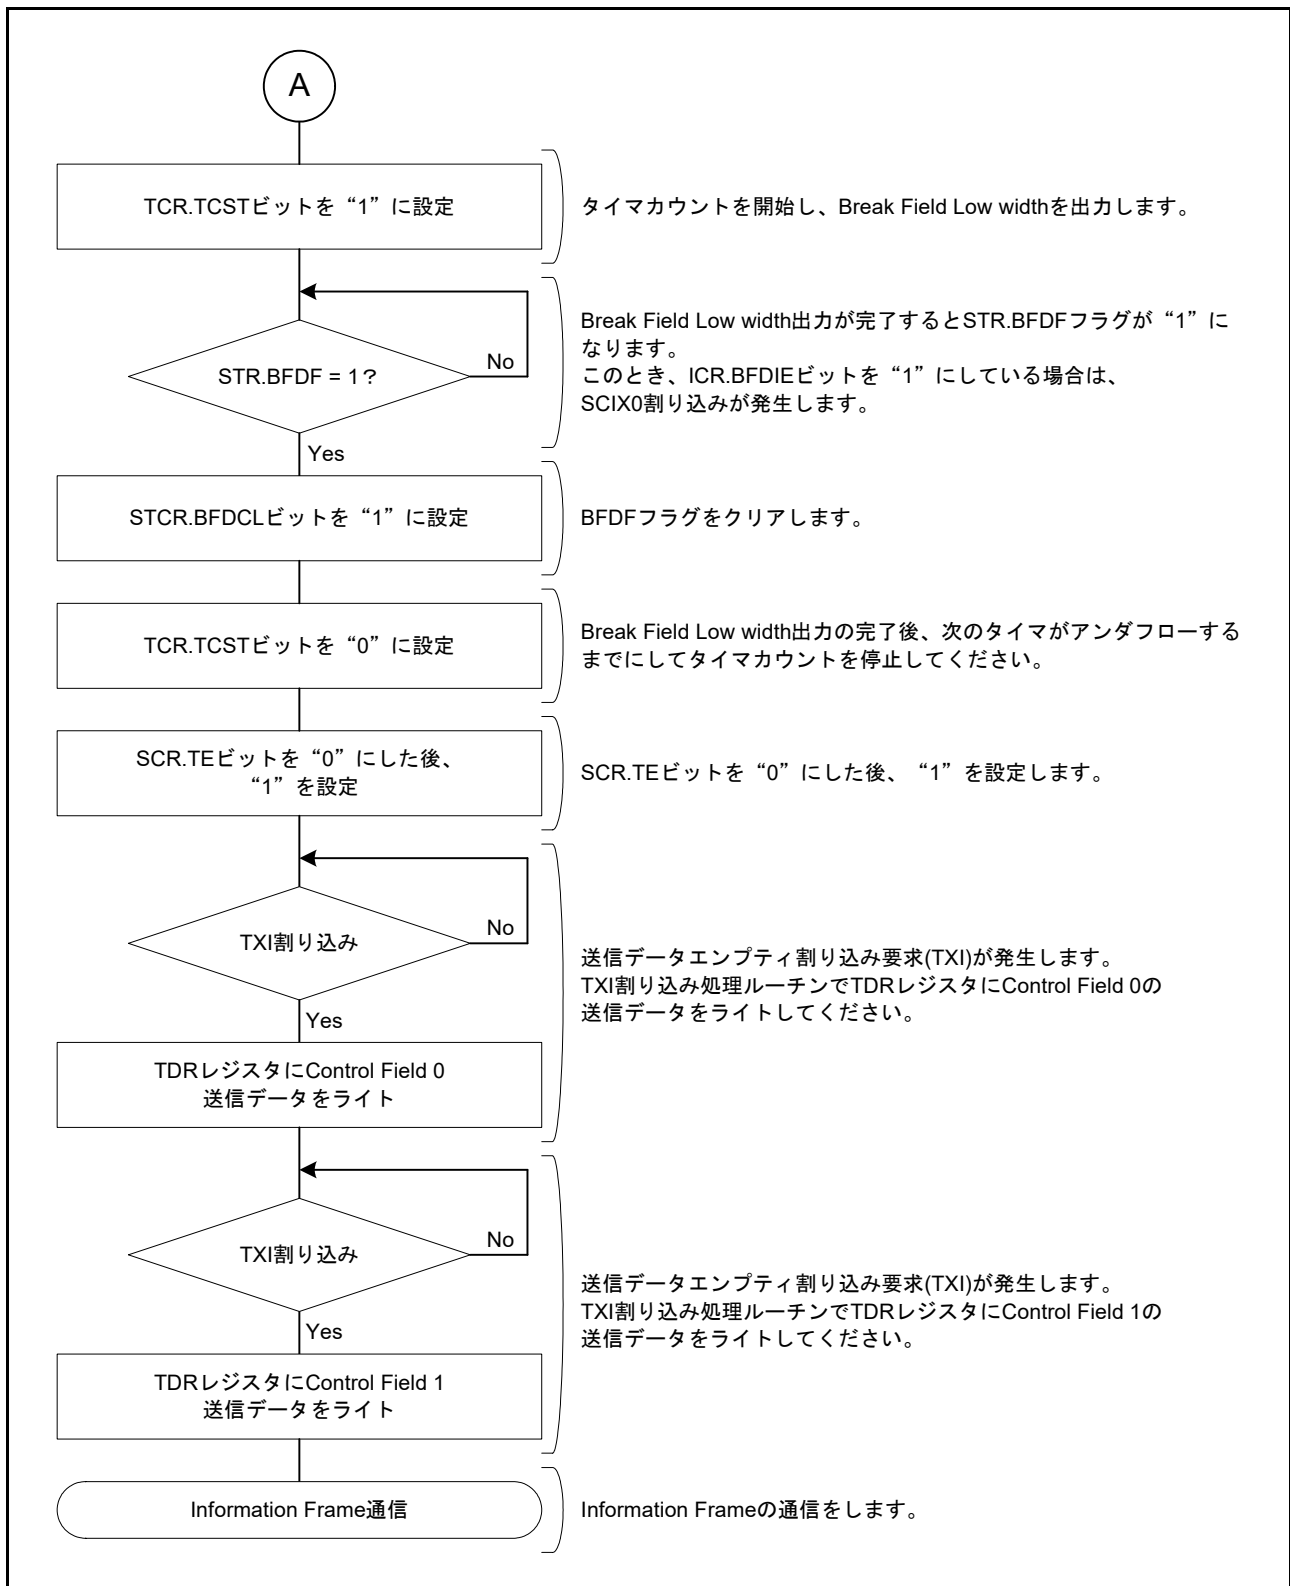 A
TCR.TCSTビットを“1”に設定
タイマカウントを開始し、Break Field Low widthを出力します。
STR.BFDF = 1？
No
Yes
Break Field Low width出力が完了するとSTR.BFDFフラグが“1”に
なります。
このとき、ICR.BFDIEビットを“1”にしている場合は、
SCIX0割り込みが発生します。
STCR.BFDCLビットを“1”に設定
BFDFフラグをクリアします。
TCR.TCSTビットを“0”に設定
Break Field Low width出力の完了後、次のタイマがアンダフローする
までにしてタイマカウントを停止してください。
SCR.TEビットを“0”にした後、
“1”を設定
SCR.TEビットを“0”にした後、“1”を設定します。
TXI割り込み
No
Yes
TDRレジスタにControl Field 0
送信データをライト
送信データエンプティ割り込み要求(TXI)が発生します。
TXI割り込み処理ルーチンでTDRレジスタにControl Field 0の
送信データをライトしてください。
TXI割り込み
No
Yes
TDRレジスタにControl Field 1
送信データをライト
送信データエンプティ割り込み要求(TXI)が発生します。
TXI割り込み処理ルーチンでTDRレジスタにControl Field 1の
送信データをライトしてください。
Information Frame通信
Information Frameの通信をします。